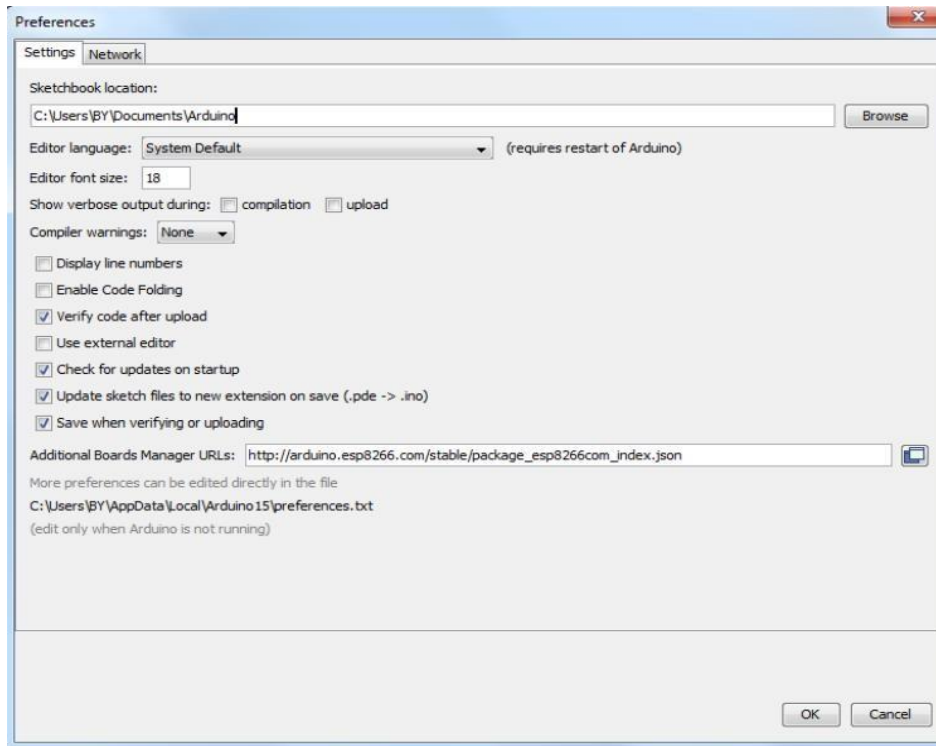 Preferences
Settings Network
Sketchbook location:
C:\Users\BY\Documents\Arduino Browse
Editor language: System Default (requires restart of Arduino)
Editor font size: 18
Show verbose output during: compilation upload
Compiler warnings: None
Display line numbers
Enable Code Folding
Verify code after upload
Use external editor
Check for updates on startup
Update sketch files to new extension on save (.pde -> .ino)
Save when verifying or uploading
Additional Boards Manager URLs: http://arduino.esp8266.com/stable/package_esp8266com_index.json
More preferences can be edited directly in the file
C:\Users\BY\AppData\Local\Arduino15\preferences.txt
(edit only when Arduino is not running)
OK Cancel